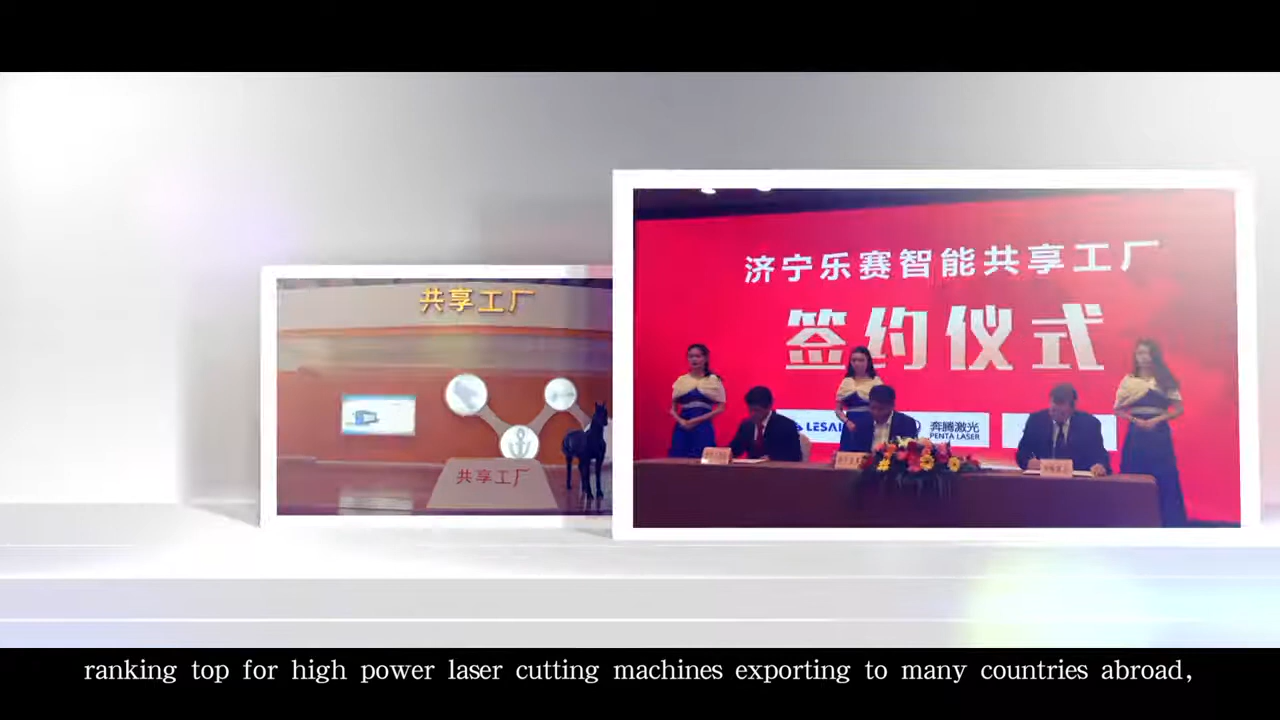 共享工厂
共享工厂
济宁乐赛智能共享工厂
签约仪式
奔腾激光
PENTA LASER
ranking top for high power laser cutting machines exporting to many countries abroad,